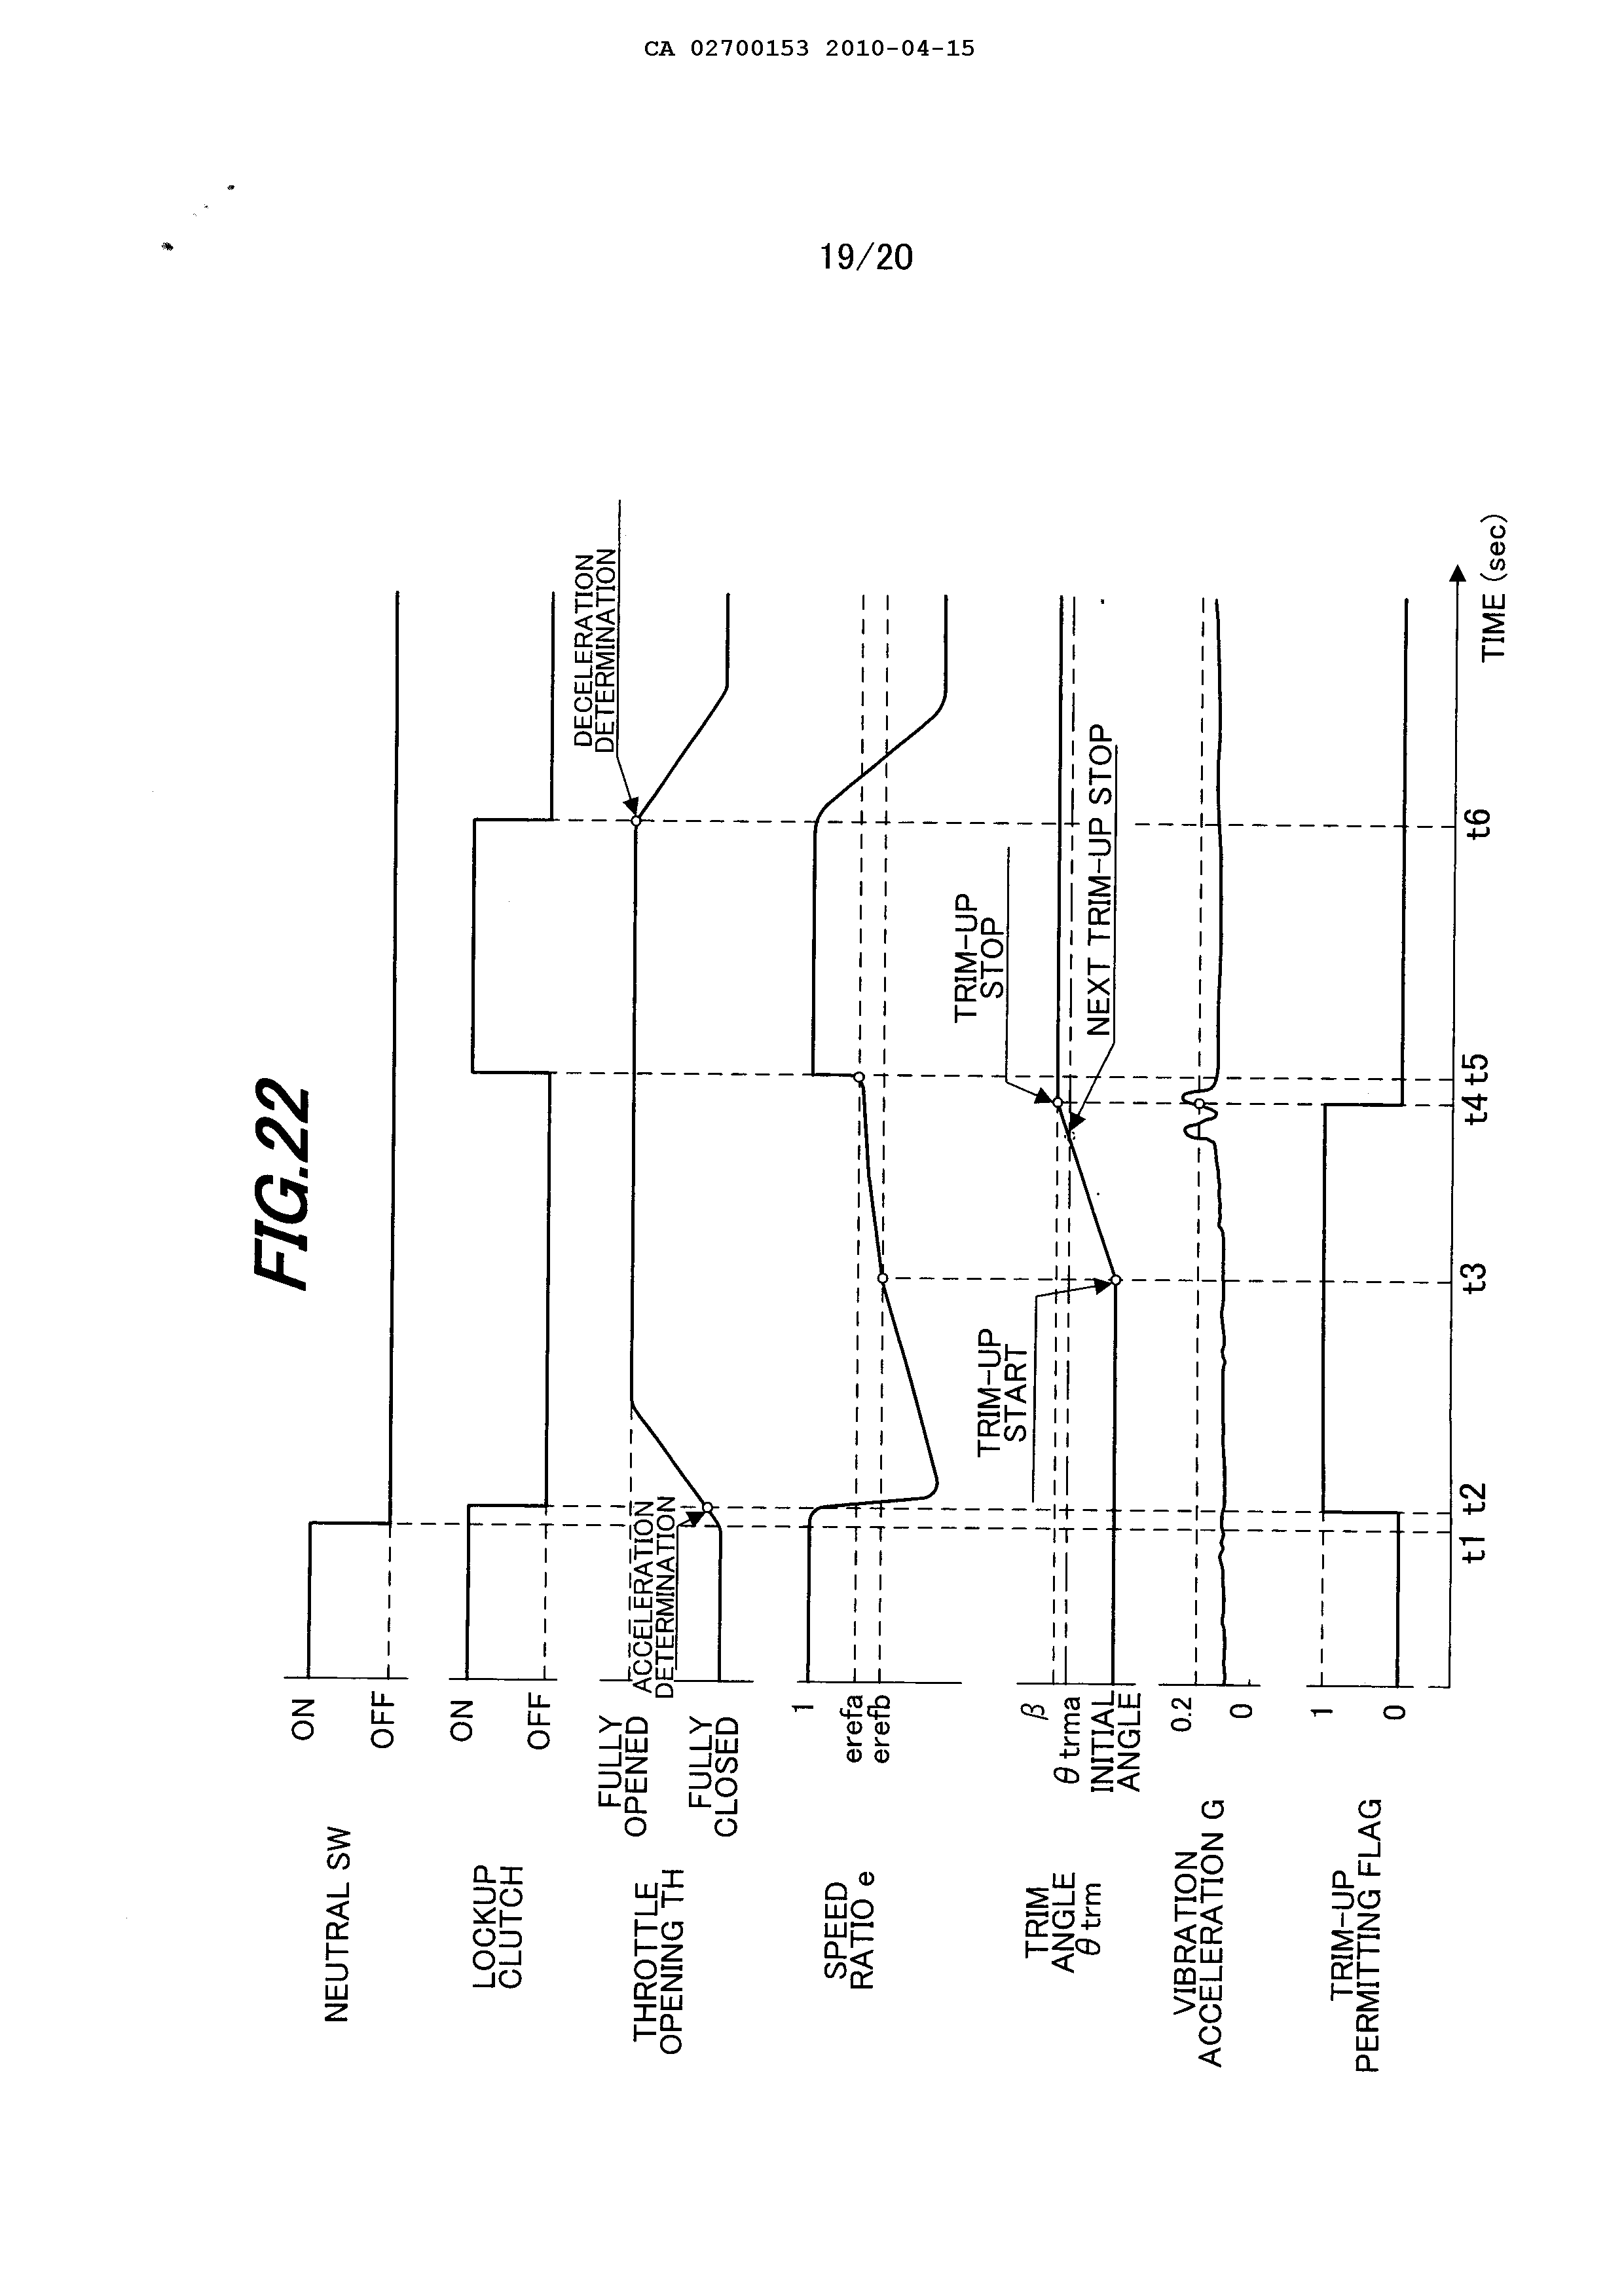 CA 02700153 2010-04-15
19/20
FIG.22
NEUTRAL SW
ON
OFF
LOCKUP
CLUTCH
ON
OFF
THROTTLE
OPENING TH
FULLY
OPENED
FULLY
CLOSED
ACCELERATION
DETERMINATION
DECELERATION
DETERMINATION
SPEED
RATIO e
1
erefa
erefb
TRIM
ANGLE
θ trm
β
θ trma
INITIAL
ANGLE
TRIM-UP
START
TRIM-UP
STOP
NEXT TRIM-UP STOP
VIBRATION
ACCELERATION G
0.2
0
TRIM-UP
PERMITTING FLAG
1
0
t1
t2
t3
t4
t5
t6
TIME (sec)